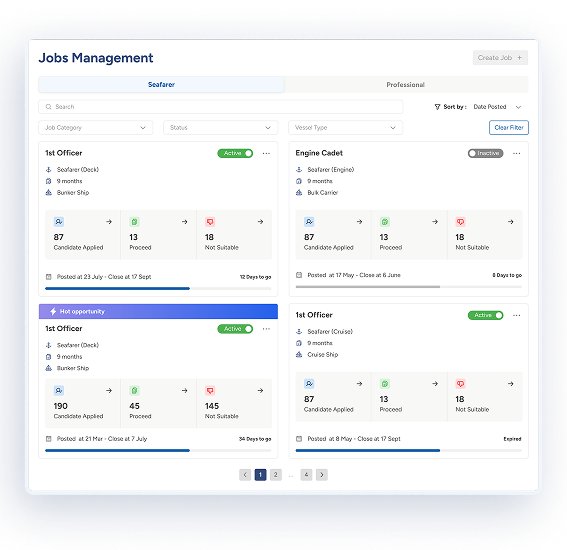 Jobs Management
Create Job +
Seafarer
Professional
Search
Sort by : Date Posted
Job Category
Status
Vessel Type
Clear Filter
1st Officer
Active
Seafarer (Deck)
9 months
Bunker Ship
87
Candidate Applied
13
Proceed
18
Not Suitable
Posted at 23 July - Close at 17 Sept
12 Days to go
Engine Cadet
Inactive
Seafarer (Engine)
9 months
Bulk Carrier
87
Candidate Applied
13
Proceed
18
Not Suitable
Posted at 17 May - Close at 6 June
8 Days to go
Hot opportunity
1st Officer
Active
Seafarer (Deck)
9 months
Bunker Ship
190
Candidate Applied
45
Proceed
145
Not Suitable
Posted at 21 Mar - Close at 7 July
34 Days to go
1st Officer
Active
Seafarer (Cruise)
9 months
Cruise Ship
87
Candidate Applied
13
Proceed
18
Not Suitable
Posted at 8 May - Close at 17 Sept
Expired
1 2 ... 4